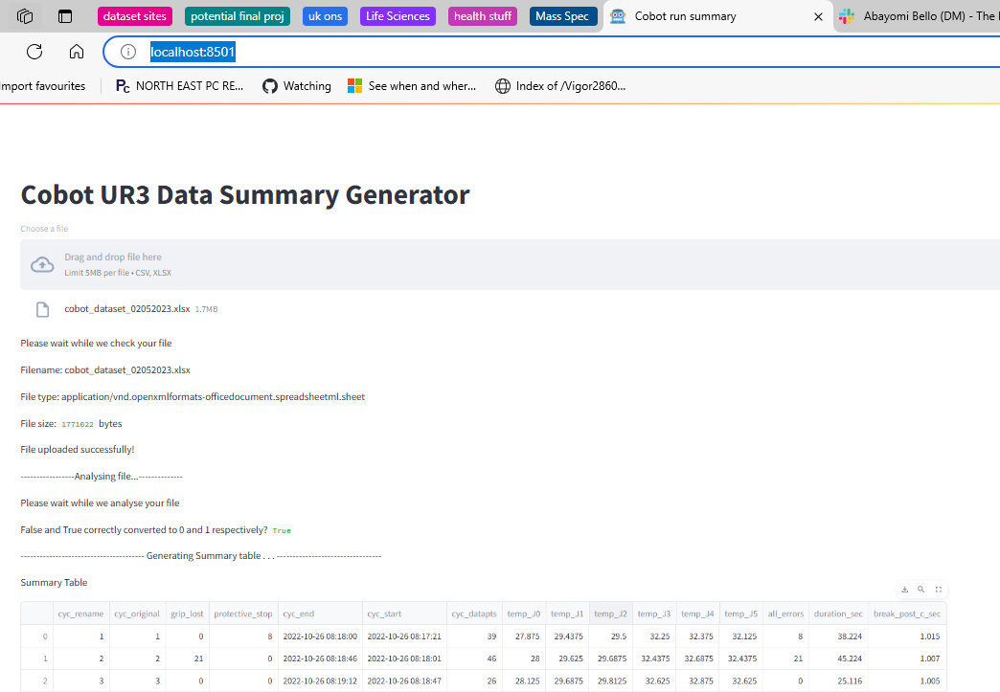 dataset sites potential final proj uk ons Life Sciences health stuff Mass Spec Cobot run summary Abayomi Bello (DM) - The
localhost:8501
mport favourites NORTH EAST PC RE... Watching See when and wher... Index of /Vigor2860...
Cobot UR3 Data Summary Generator
Choose a file
Drag and drop file here
Limit 5MB per file • CSV, XLSX
cobot_dataset_02052023.xlsx 1.7MB
Please wait while we check your file
Filename: cobot_dataset_02052023.xlsx
File type: application/vnd.openxmlformats-officedocument.spreadsheetml.sheet
File size: 1771022 bytes
File uploaded successfully!
-----------------Analysing file...--------------
Please wait while we analyse your file
False and True correctly converted to 0 and 1 respectively? True
--------------------------------------- Generating Summary table . . . ---------------------------------
Summary Table
cyc_rename cyc_original grip_lost protective_stop cyc_end cyc_start cyc_datapts temp_J0 temp_J1 temp_J2 temp_J3 temp_J4 temp_J5 all_errors duration_sec break_post_c_sec
0 1 1 0 8 2022-10-26 08:18:00 2022-10-26 08:17:21 39 27.875 29.4375 29.5 32.25 32.375 32.125 8 38.224 1.015
1 2 2 21 0 2022-10-26 08:18:46 2022-10-26 08:18:01 46 28 29.625 29.6875 32.4375 32.6875 32.4375 21 45.224 1.007
2 3 3 0 0 2022-10-26 08:19:12 2022-10-26 08:18:47 26 28.125 29.6875 29.8125 32.625 32.875 32.625 0 25.116 1.005